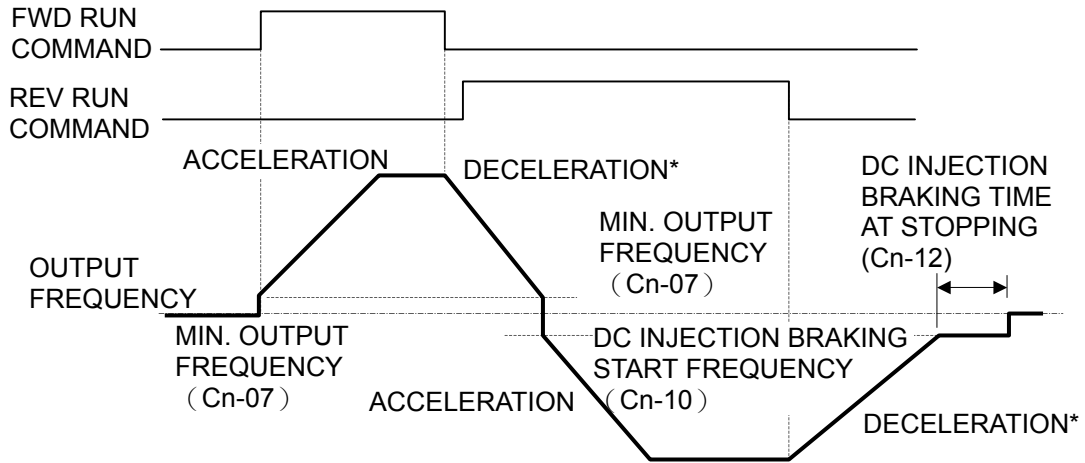 FWD RUN
COMMAND
REV RUN
COMMAND
ACCELERATION
DECELERATION*
DC INJECTION
BRAKING TIME
AT STOPPING
(Cn-12)
MIN. OUTPUT
FREQUENCY
（Cn-07）
OUTPUT
FREQUENCY
MIN. OUTPUT
FREQUENCY
（Cn-07）
DC INJECTION BRAKING
START FREQUENCY
（Cn-10）
ACCELERATION
DECELERATION*